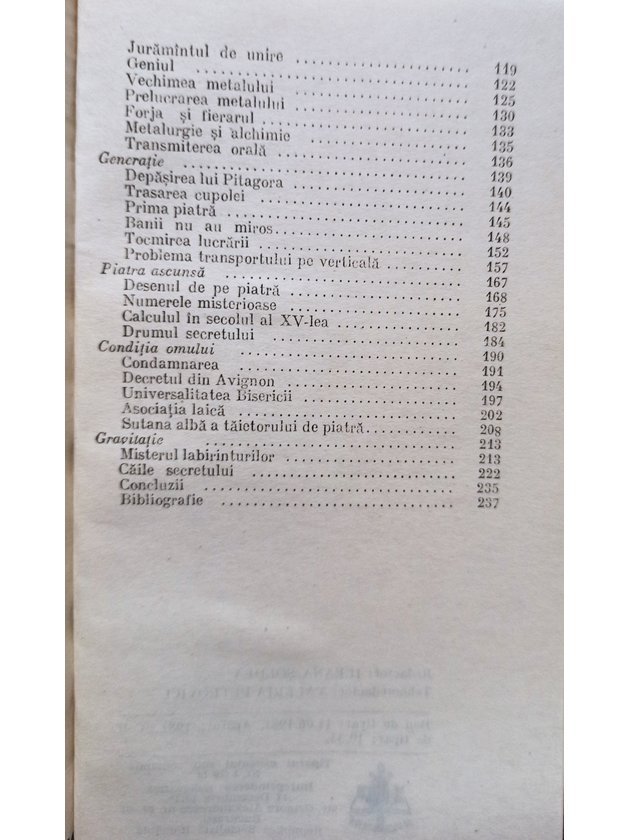 Jurămîntul de unire .................... 119
Geniul .................... 122
Vechimea metalului .................... 125
Prelucrarea metalului .................... 130
Forja și fierarul .................... 133
Metalurgie și alchimie .................... 135
Transmiterea orală .................... 136
Generație .................... 139
Depășirea lui Pitagora .................... 140
Trasarea cupolei .................... 144
Prima piatră .................... 145
Banii nu au miros .................... 148
Tocmirea lucrării .................... 152
Problema transportului pe verticală .................... 157
Piatra ascunsă .................... 167
Desenul de pe piatră .................... 168
Numerele misterioase .................... 175
Calculul în secolul al XV-lea .................... 182
Drumul secretului .................... 184
Condiția omului .................... 190
Condamnarea .................... 191
Decretul din Avignon .................... 194
Universalitatea Bisericii .................... 197
Asociația laică .................... 202
Sutana albă a tăietorului de piatră .................... 208
Gravitație .................... 213
Misterul labirinturilor .................... 213
Căile secretului .................... 222
Concluzii .................... 235
Bibliografie .................... 237